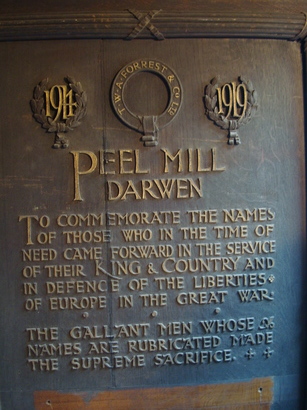 1914
T.W.A. FORREST & CO LTD
1919
PEEL MILL
DARWEN
TO COMMEMORATE THE NAMES
OF THOSE WHO IN THE TIME OF
NEED CAME FORWARD IN THE SERVICE
OF THEIR KING & COUNTRY AND
IN DEFENCE OF THE LIBERTIES
OF EUROPE IN THE GREAT WAR
THE GALLANT MEN WHOSE
NAMES ARE RUBRICATED MADE
THE SUPREME SACRIFICE. + +